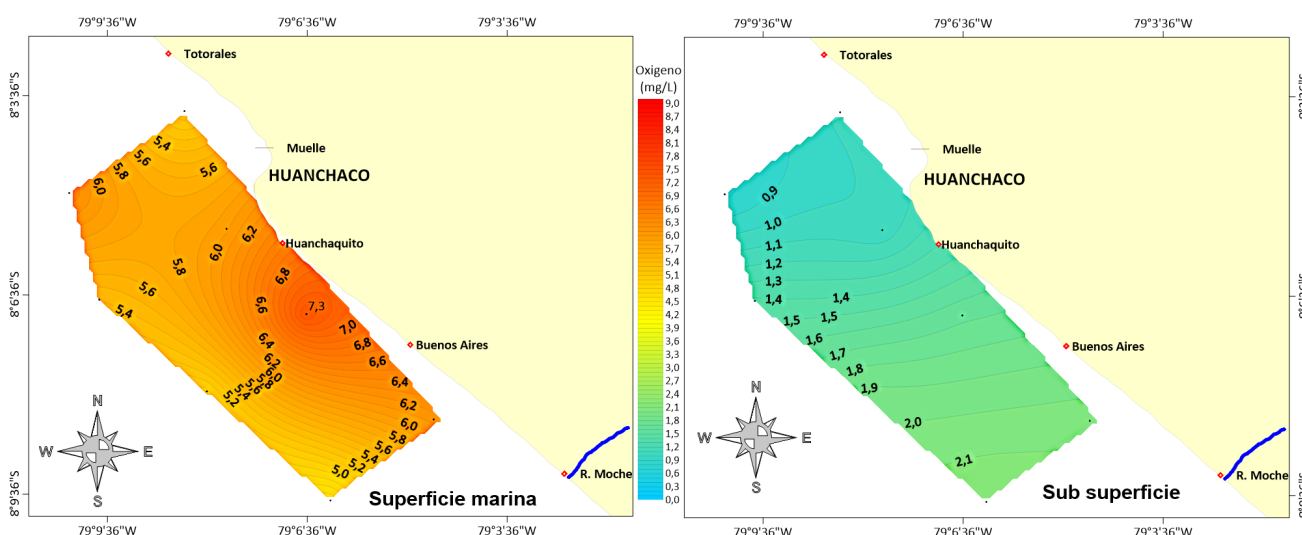 79°9'36"W 79°6'36"W 79°3'36"W
8°3'36"S
8°6'36"S
8°9'36"S
Totorales
Muelle
HUANCHACO
Huanchaquito
Buenos Aires
R. Moche
5,4
5,6
5,8
6,0
5,6
6,2
6,0
5,8
6,8
5,6
5,4
6,6
7,3
7,0
6,8
6,6
6,4
6,4
6,2
6,0
5,8
5,6
5,4
5,2
6,2
6,0
5,8
5,6
5,4
5,2
5,0
N
W E
S
Superficie marina
79°9'36"W 79°6'36"W 79°3'36"W
Oxigeno
(mg/L)
9,0
8,7
8,4
8,1
7,8
7,5
7,2
6,9
6,6
6,3
6,0
5,7
5,4
5,1
4,8
4,5
4,2
3,9
3,6
3,3
3,0
2,7
2,4
2,1
1,8
1,5
1,2
0,9
0,6
0,3
0,0
79°9'36"W 79°6'36"W 79°3'36"W
Totorales
Muelle
HUANCHACO
Huanchaquito
Buenos Aires
R. Moche
0,9
1,0
1,1
1,2
1,3
1,4
1,4
1,5
1,5
1,6
1,7
1,8
1,9
2,0
2,1
N
W E
S
Sub superficie
79°9'36"W 79°6'36"W 79°3'36"W